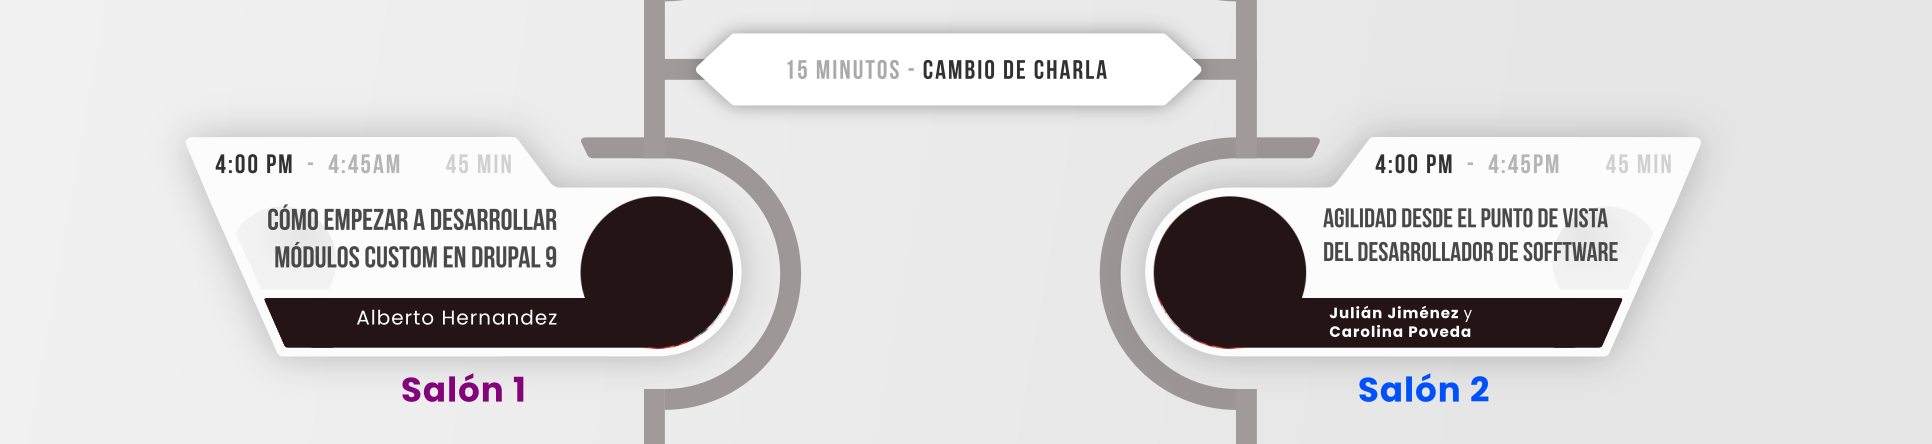 15 MINUTOS - CAMBIO DE CHARLA
4:00 PM - 4:45AM 45 MIN
CÓMO EMPEZAR A DESARROLLAR
MÓDULOS CUSTOM EN DRUPAL 9
Alberto Hernandez
Salón 1
4:00 PM - 4:45PM 45 MIN
AGILIDAD DESDE EL PUNTO DE VISTA
DEL DESARROLLADOR DE SOFFTWARE
Julián Jiménez y
Carolina Poveda
Salón 2